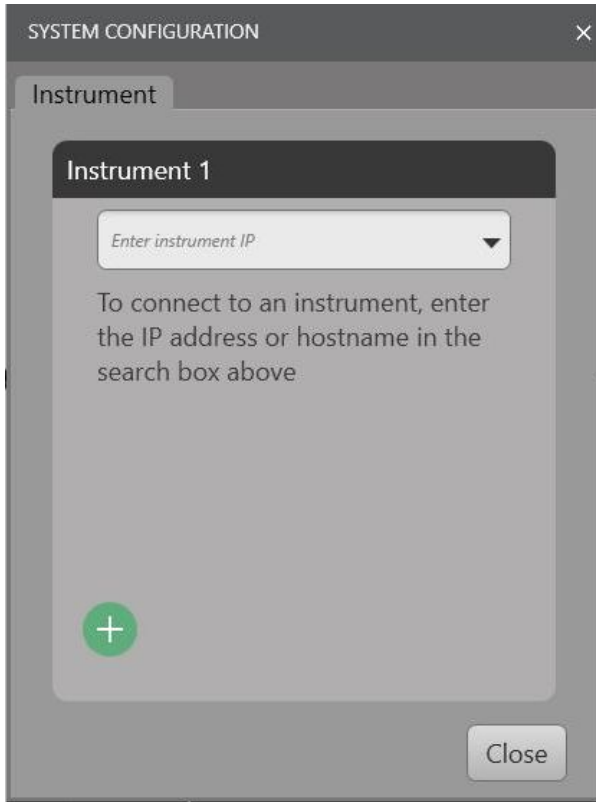 SYSTEM CONFIGURATION
Instrument
Instrument 1
Enter instrument IP
To connect to an instrument, enter
the IP address or hostname in the
search box above
Close